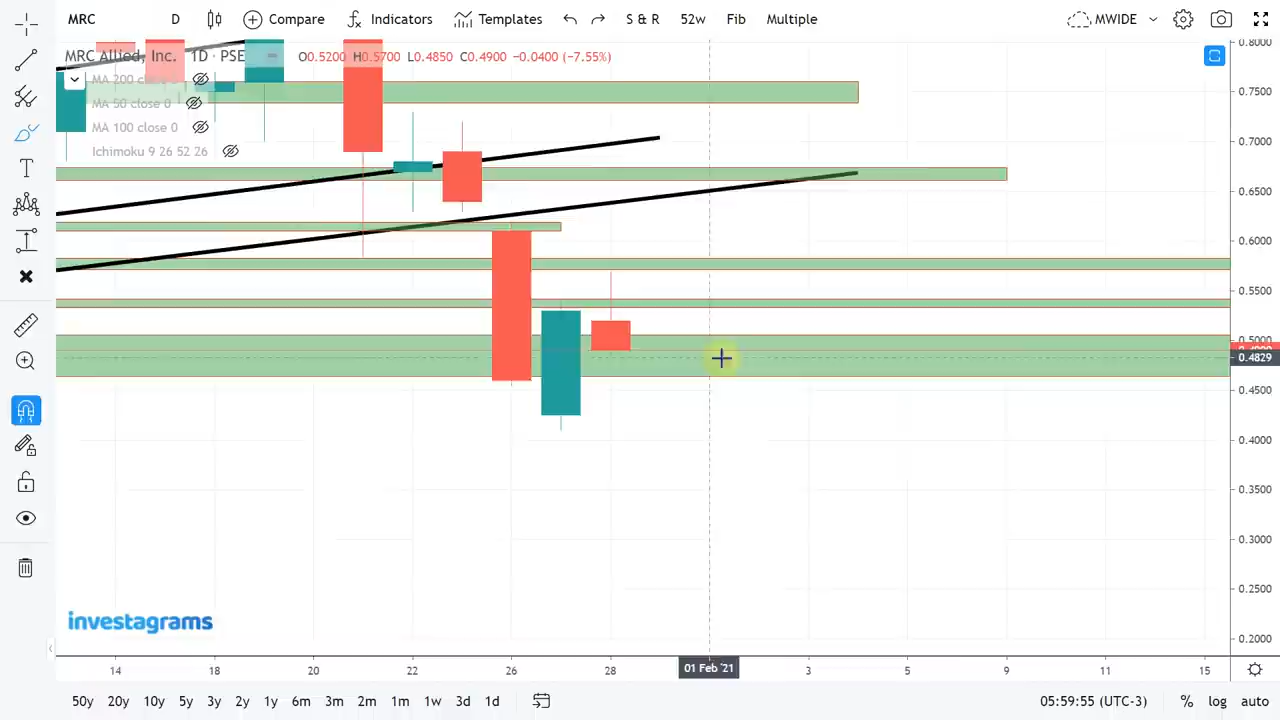 MRC D Compare Indicators Templates S & R 52w Fib Multiple MWIDE
MRC Allied, Inc. 1D · PSE O0.5200 H0.5700 L0.4850 C0.4900 −0.0400 (−7.55%)
MA 200 close 0
MA 50 close 0
MA 100 close 0
Ichimoku 9 26 52 26
0.8000
0.7500
0.7000
0.6500
0.6000
0.5500
0.5000
0.4829
0.4500
0.4000
0.3500
0.3000
0.2500
0.2000
investagrams
14 20 22 26 28 01 Feb '21 3 5 9 11 15
50y 20y 10y 5y 3y 2y 1y 6m 3m 2m 1m 1w 3d 1d 05:59:55 (UTC-3) % log auto